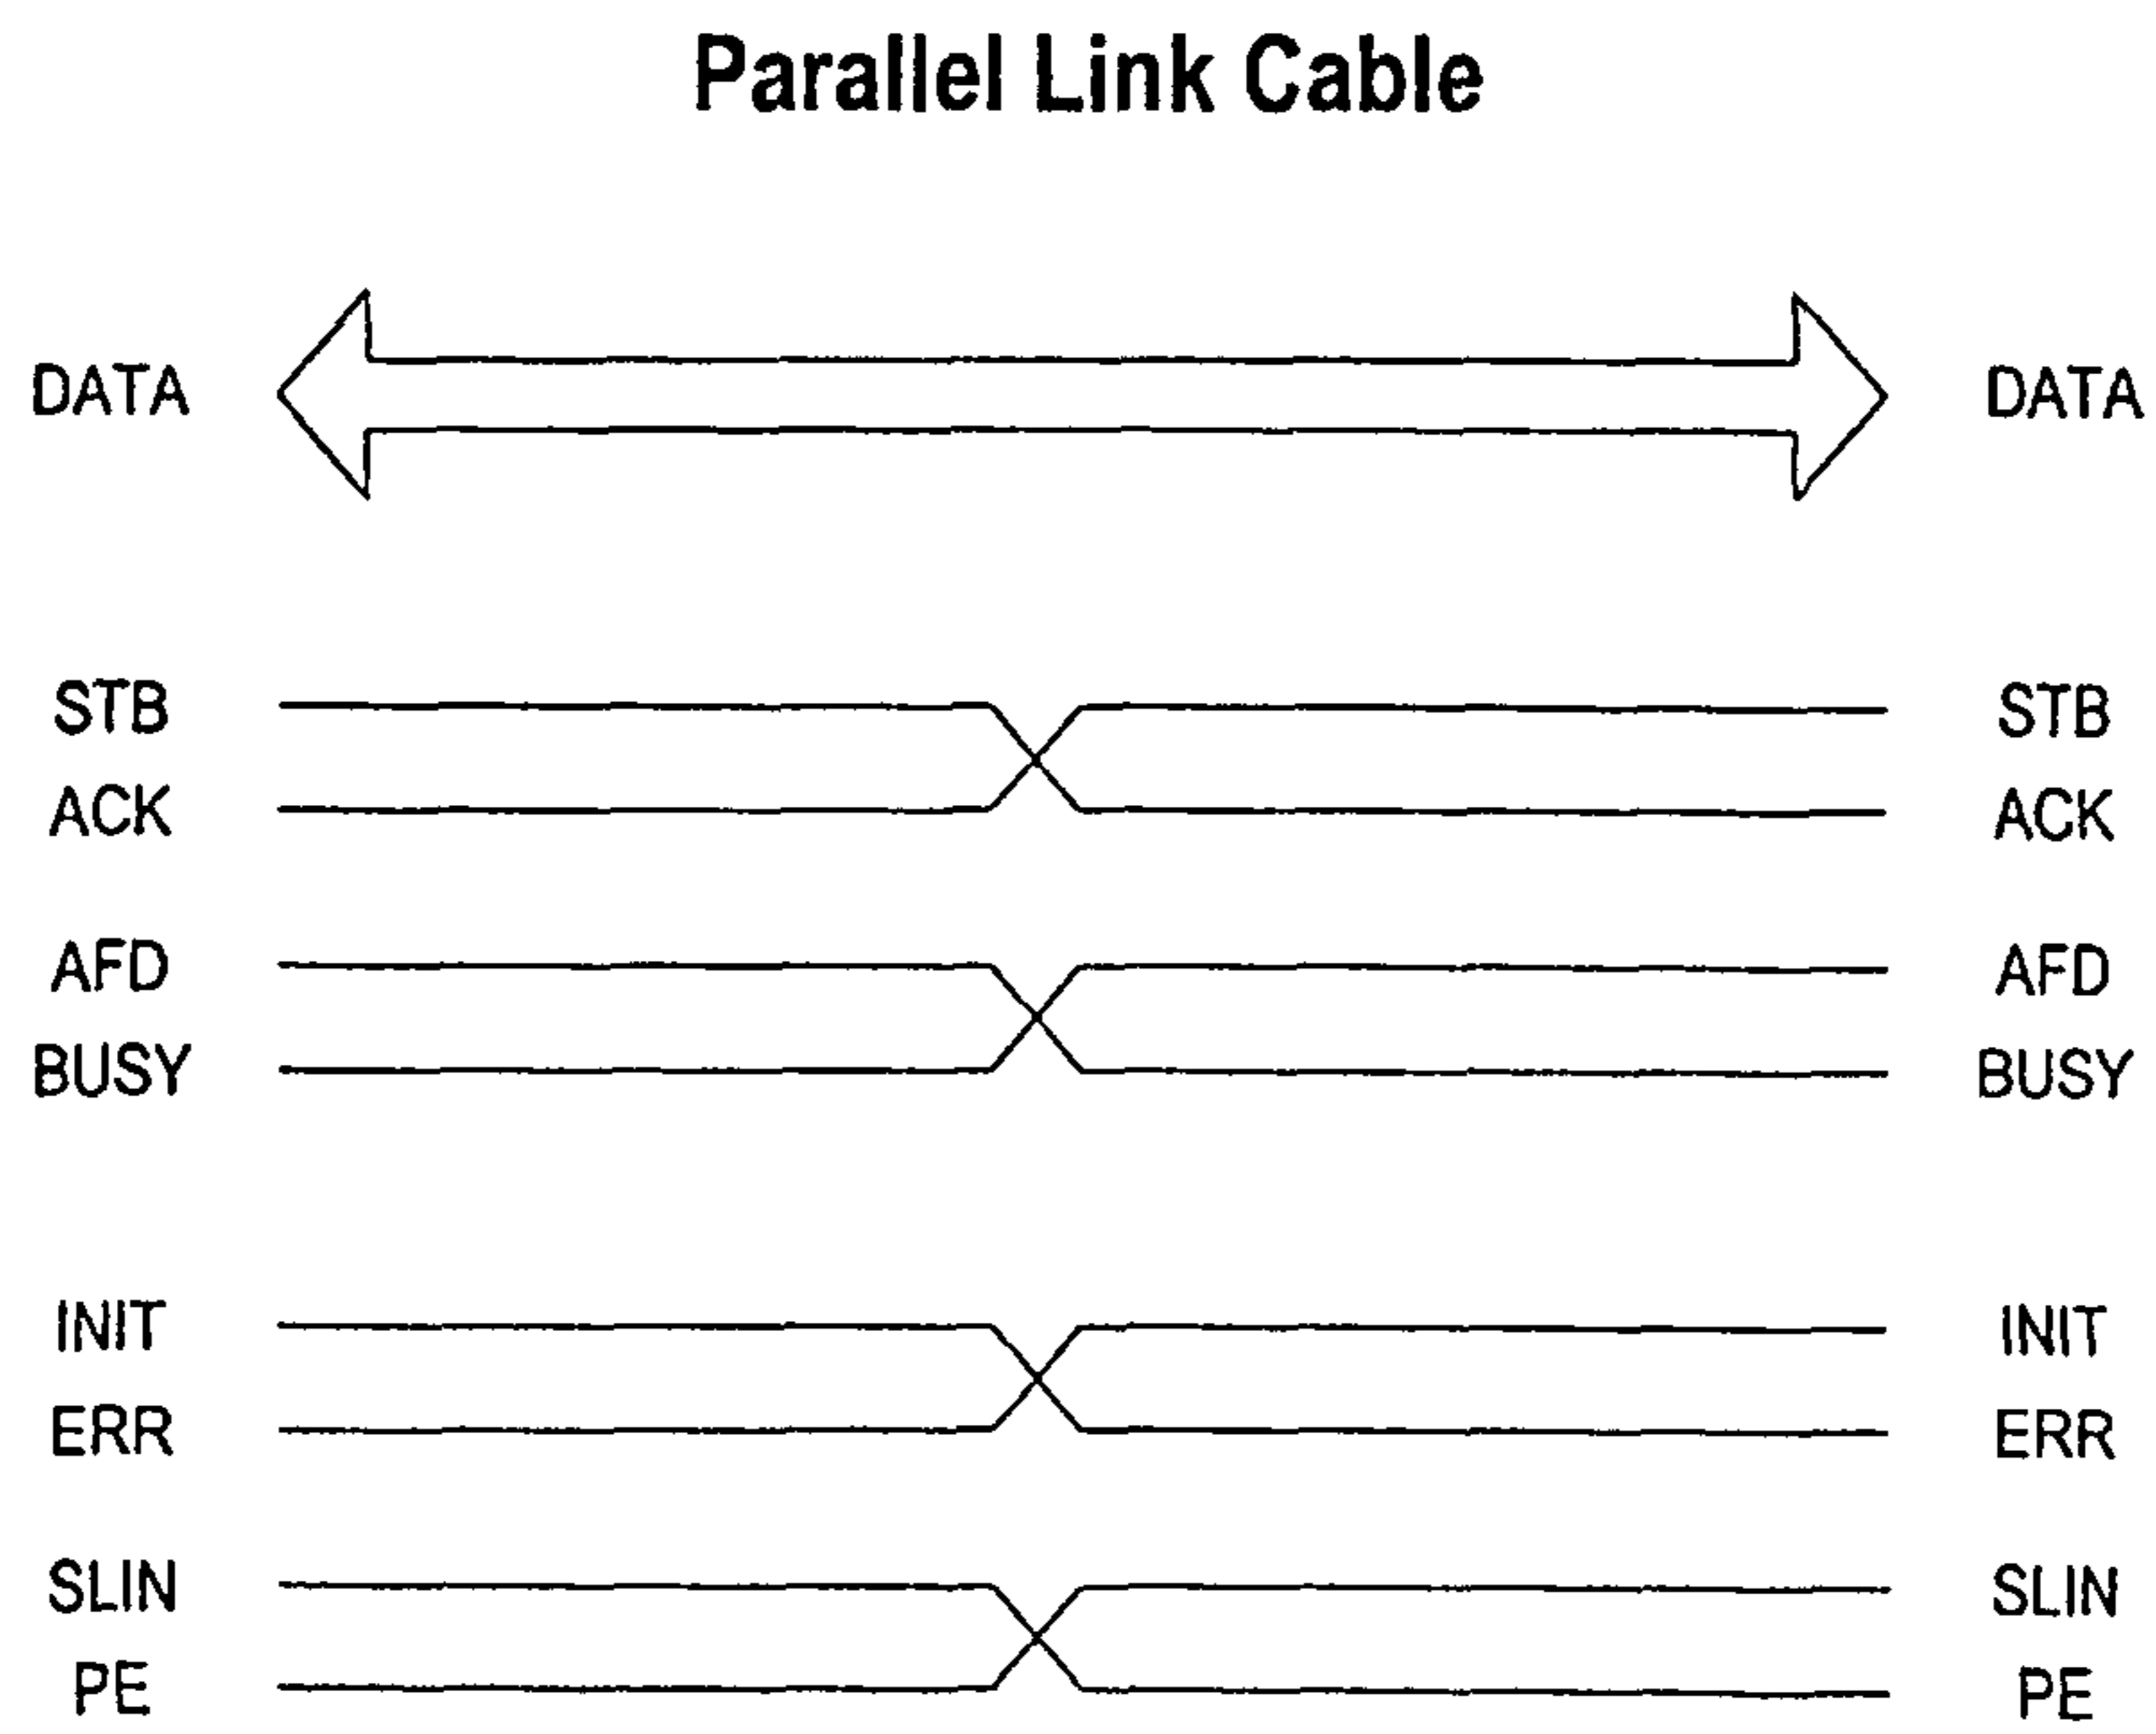 Parallel Link Cable
DATA DATA
STB STB
ACK ACK
AFD AFD
BUSY BUSY
INIT INIT
ERR ERR
SLIN SLIN
PE PE